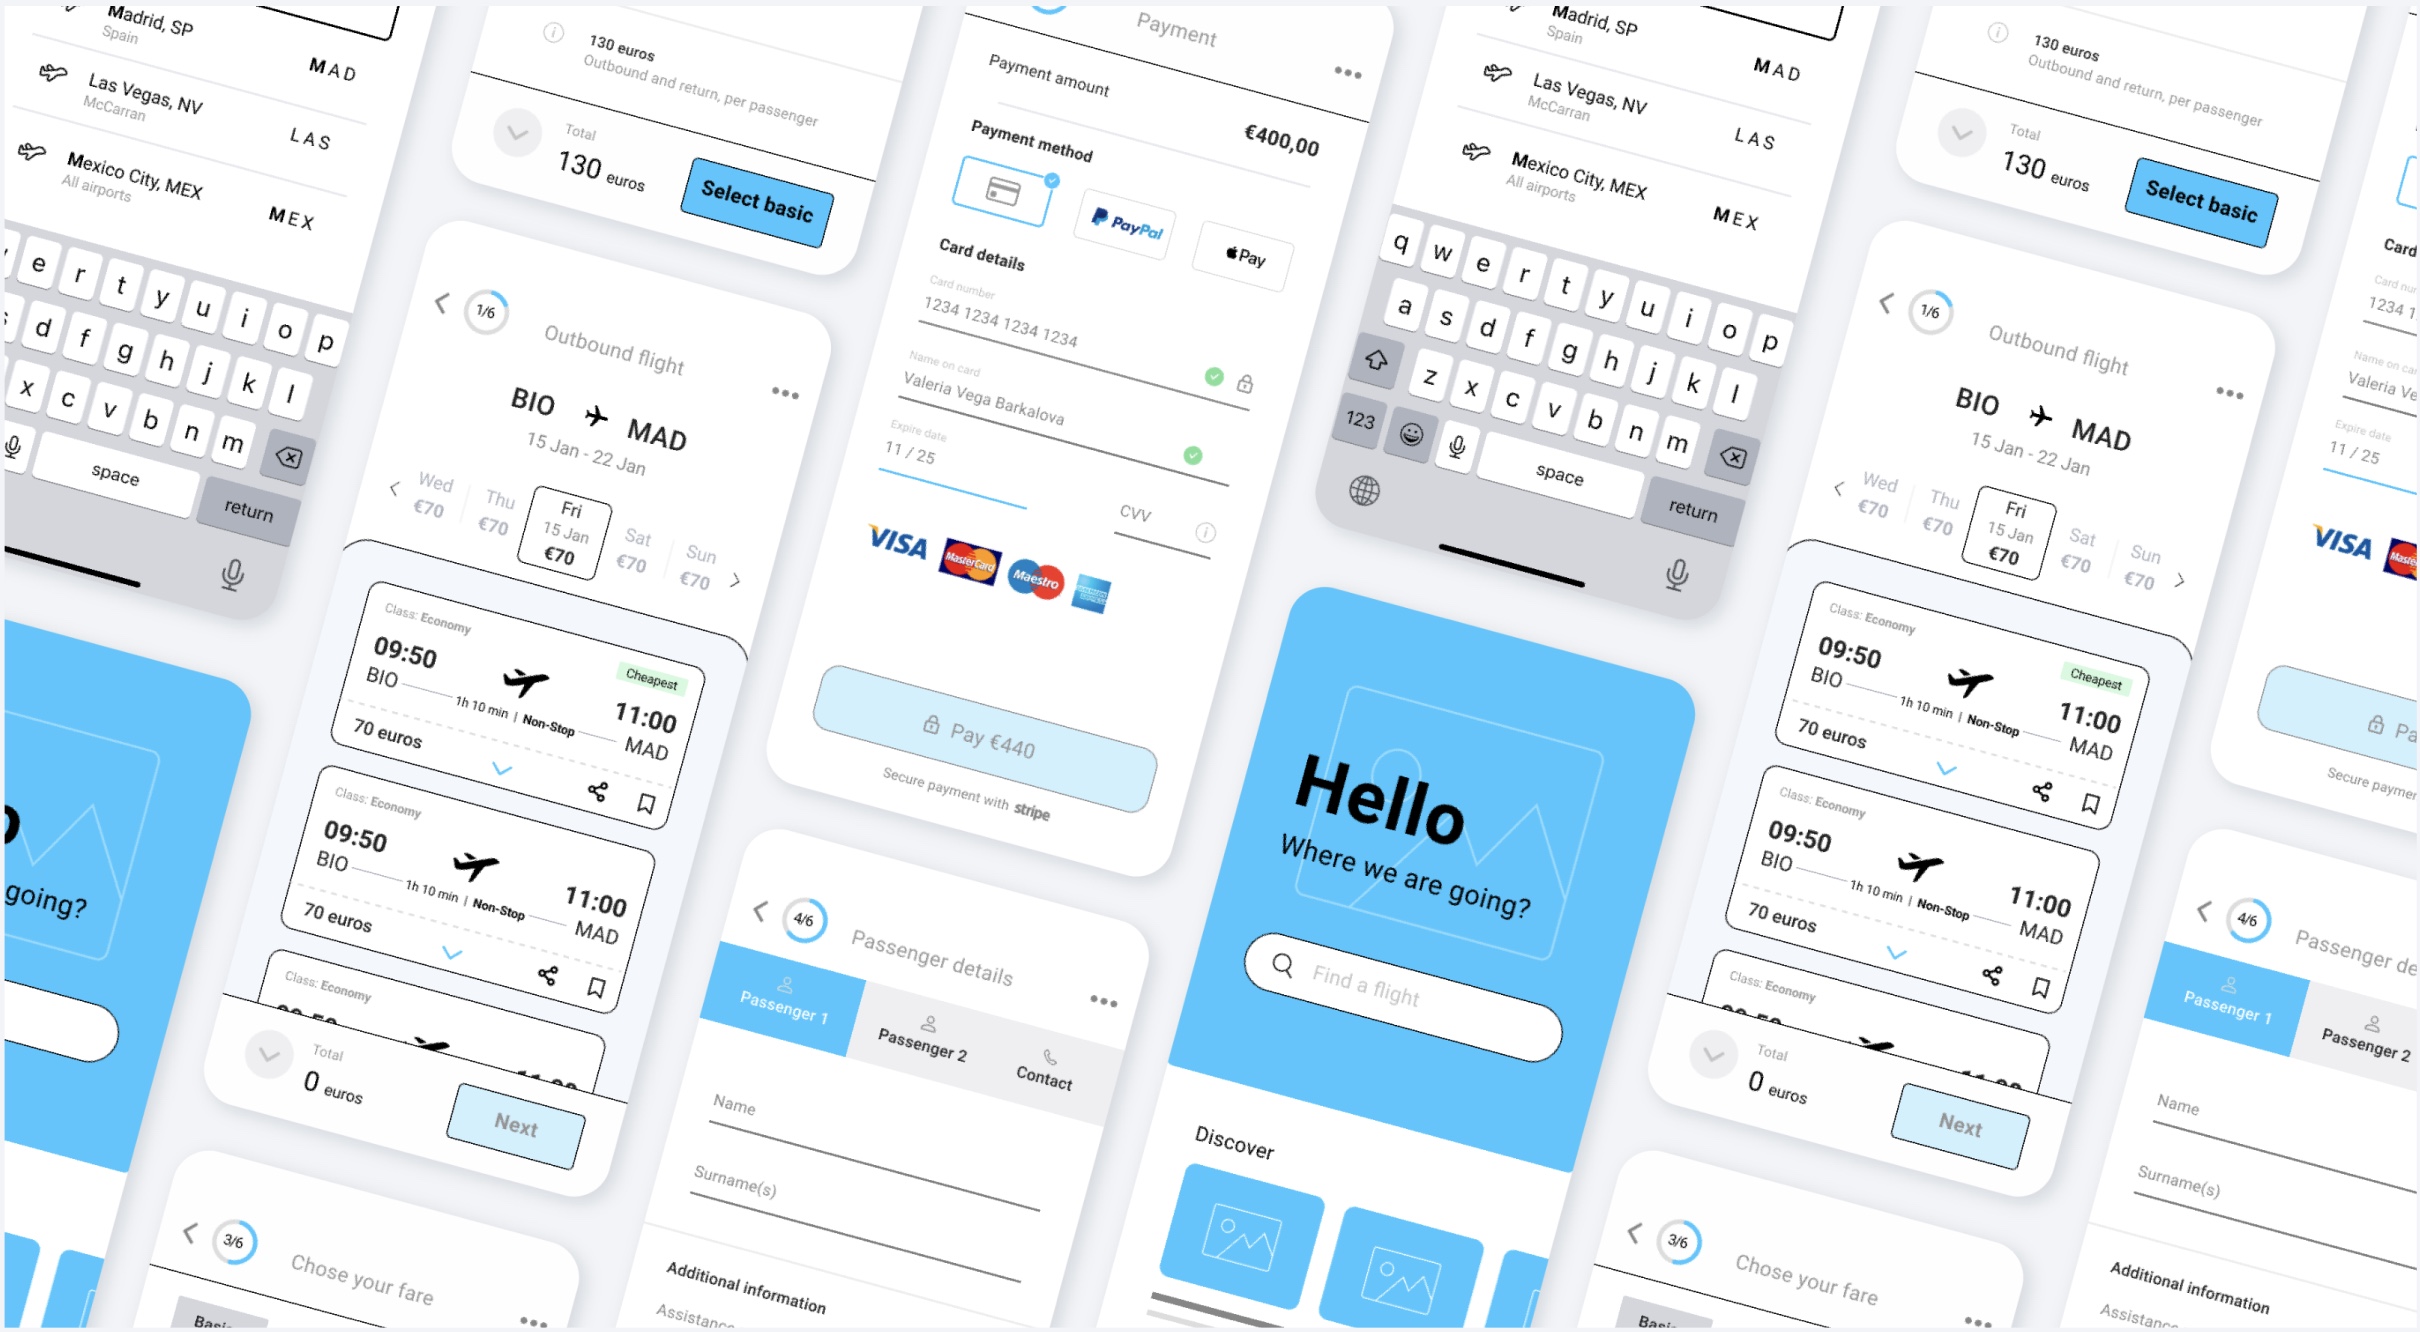 Madrid, SP
Spain
MAD
Las Vegas, NV
McCarran
LAS
Mexico City, MEX
All airports
MEX
e r t y u i o p
d f g h j k l
x c v b n m
space
return
going?
130 euros
Outbound and return, per passenger
Total
130 euros
Select basic
1/6
Outbound flight
BIO MAD
15 Jan - 22 Jan
Wed
€70
Thu
€70
Fri
15 Jan
€70
Sat
€70
Sun
€70
Class: Economy
Cheapest
09:50
11:00
BIO
1h 10 min | Non-Stop
MAD
70 euros
Class: Economy
09:50
11:00
BIO
1h 10 min | Non-Stop
MAD
70 euros
Class: Economy
Total
0 euros
Next
3/6
Chose your fare
Payment
Payment amount
€400,00
Payment method
PayPal
Pay
Card details
Card number
1234 1234 1234 1234
Name on card
Valeria Vega Barkalova
Expire date
11 / 25
CVV
VISA
MasterCard
Maestro
AMERICAN EXPRESS
Pay €440
Secure payment with stripe
4/6
Passenger details
Passenger 1
Passenger 2
Contact
Name
Surname(s)
Additional information
Assistance
Madrid, SP
Spain
MAD
Las Vegas, NV
McCarran
LAS
Mexico City, MEX
All airports
MEX
q w e r t y u i o p
a s d f g h j k l
z x c v b n m
123
space
return
Hello
Where we are going?
Find a flight
Discover
130 euros
Outbound and return, per passenger
Total
130 euros
Select basic
1/6
Outbound flight
BIO MAD
15 Jan - 22 Jan
Wed
€70
Thu
€70
Fri
15 Jan
€70
Sat
€70
Sun
€70
Class: Economy
Cheapest
09:50
11:00
BIO
1h 10 min | Non-Stop
MAD
70 euros
Class: Economy
09:50
11:00
BIO
1h 10 min | Non-Stop
MAD
70 euros
Class: Economy
Total
0 euros
Next
3/6
Chose your fare
Card
1234 1
Name on car
Valeria Ve
Expire date
11 / 25
VISA
Pa
Secure paymen
4/6
Passenger de
Passenger 1
Passenger 2
Name
Surname(s)
Additional information
Assistanc